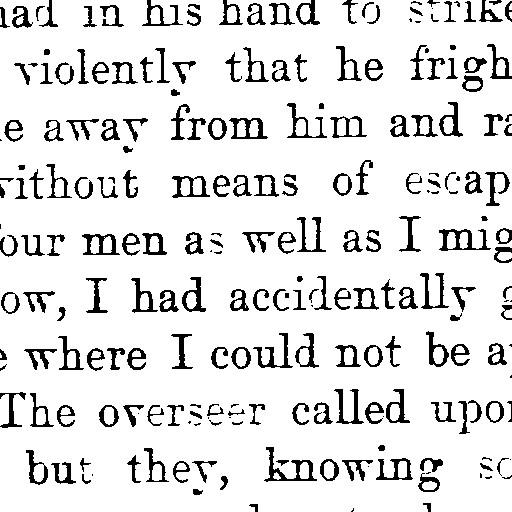 had in his hand to strike
violently that he frigh
e away from him and ra
without means of escap
four men as well as I mig
ow, I had accidentally g
e where I could not be a
The overseer called upon
but they, knowing so